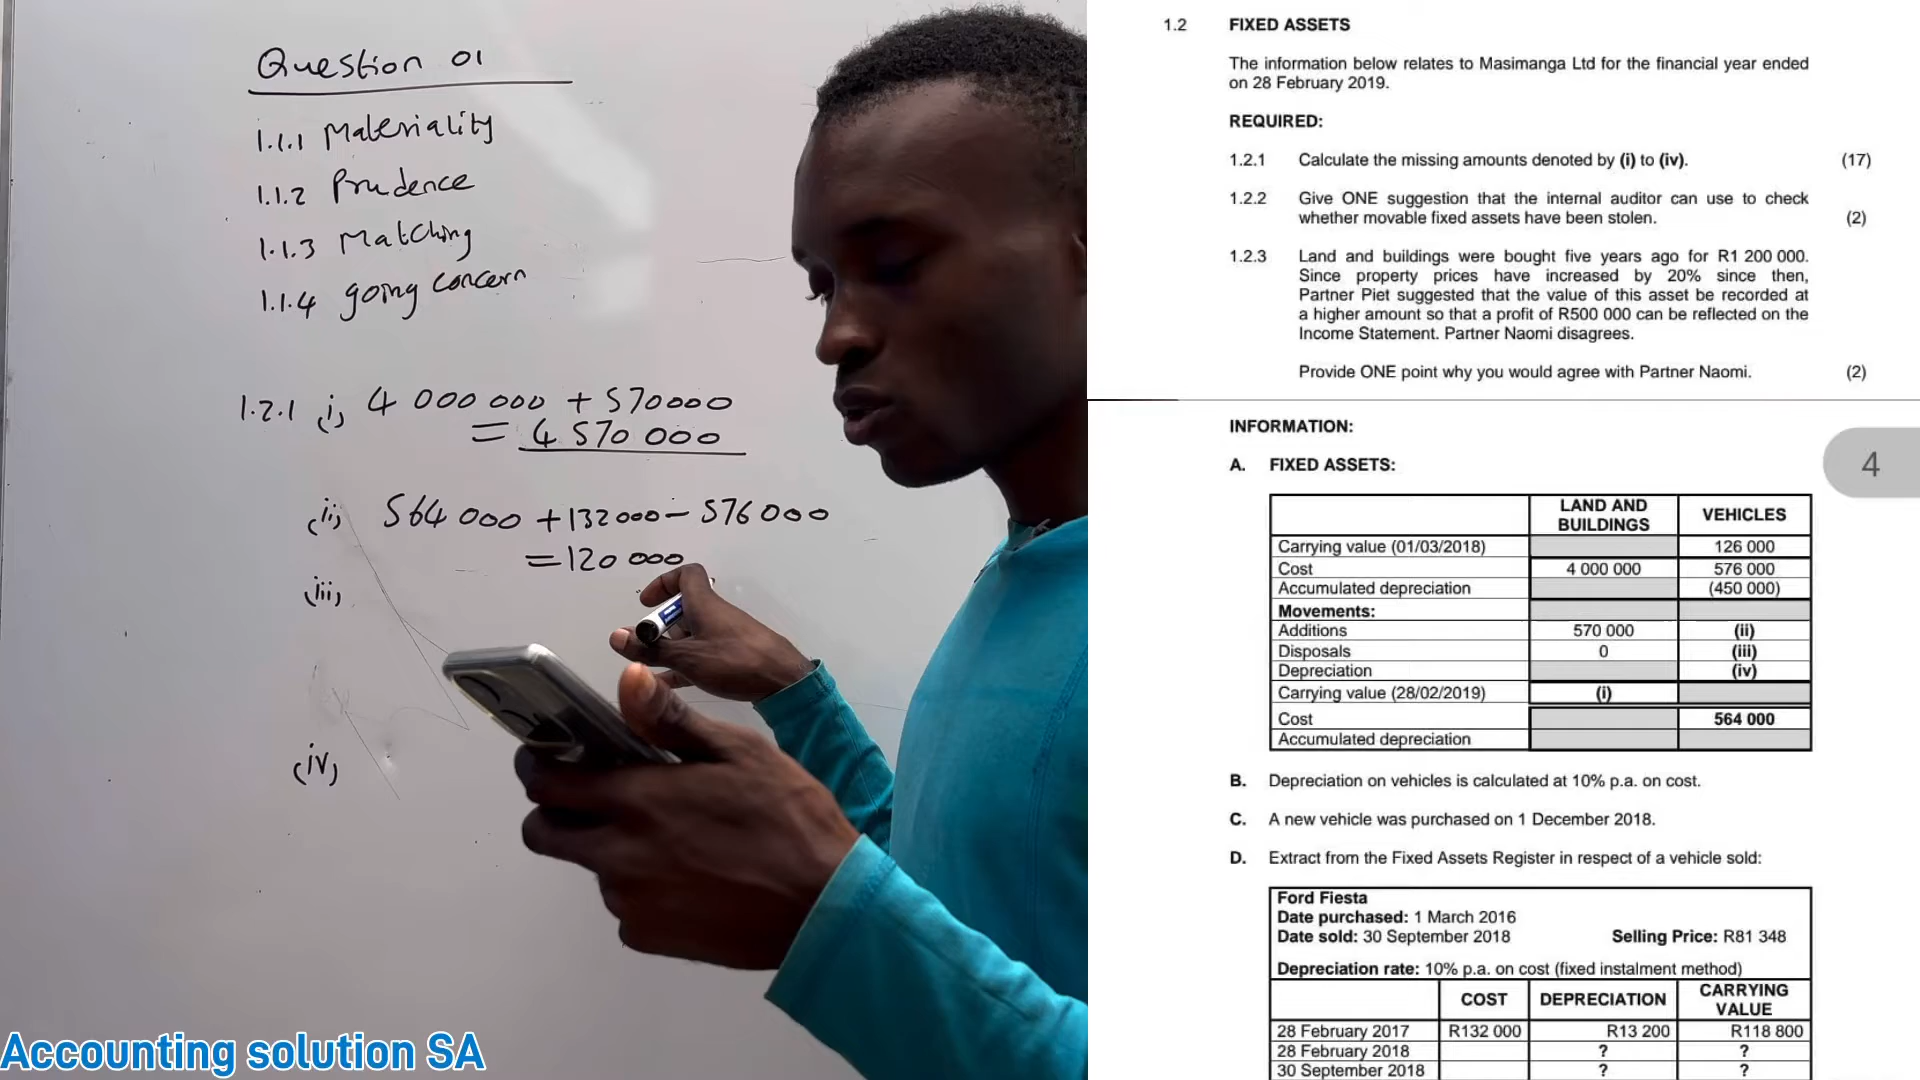 Question 01
1.1.1 Materiality
1.1.2 Prudence
1.1.3 Matching
1.1.4 going concern
1.2.1 (i) 4 000 000 + 570000
= 4 570 000
(ii) 564 000 + 132 000 - 576 000
= 120 000
(iii)
(iv)
Accounting solution SA
1.2 FIXED ASSETS
The information below relates to Masimanga Ltd for the financial year ended
on 28 February 2019.
REQUIRED:
1.2.1 Calculate the missing amounts denoted by (i) to (iv). (17)
1.2.2 Give ONE suggestion that the internal auditor can use to check
whether movable fixed assets have been stolen. (2)
1.2.3 Land and buildings were bought five years ago for R1 200 000.
Since property prices have increased by 20% since then,
Partner Piet suggested that the value of this asset be recorded at
a higher amount so that a profit of R500 000 can be reflected on the
Income Statement. Partner Naomi disagrees.
Provide ONE point why you would agree with Partner Naomi. (2)
INFORMATION:
4
A. FIXED ASSETS:
LAND AND BUILDINGS VEHICLES
Carrying value (01/03/2018) 126 000
Cost 4 000 000 576 000
Accumulated depreciation (450 000)
Movements:
Additions 570 000 (ii)
Disposals 0 (iii)
Depreciation (iv)
Carrying value (28/02/2019) (i)
Cost 564 000
Accumulated depreciation
B. Depreciation on vehicles is calculated at 10% p.a. on cost.
C. A new vehicle was purchased on 1 December 2018.
D. Extract from the Fixed Assets Register in respect of a vehicle sold:
Ford Fiesta
Date purchased: 1 March 2016
Date sold: 30 September 2018 Selling Price: R81 348
Depreciation rate: 10% p.a. on cost (fixed instalment method)
COST DEPRECIATION CARRYING VALUE
28 February 2017 R132 000 R13 200 R118 800
28 February 2018 ? ?
30 September 2018 ? ?